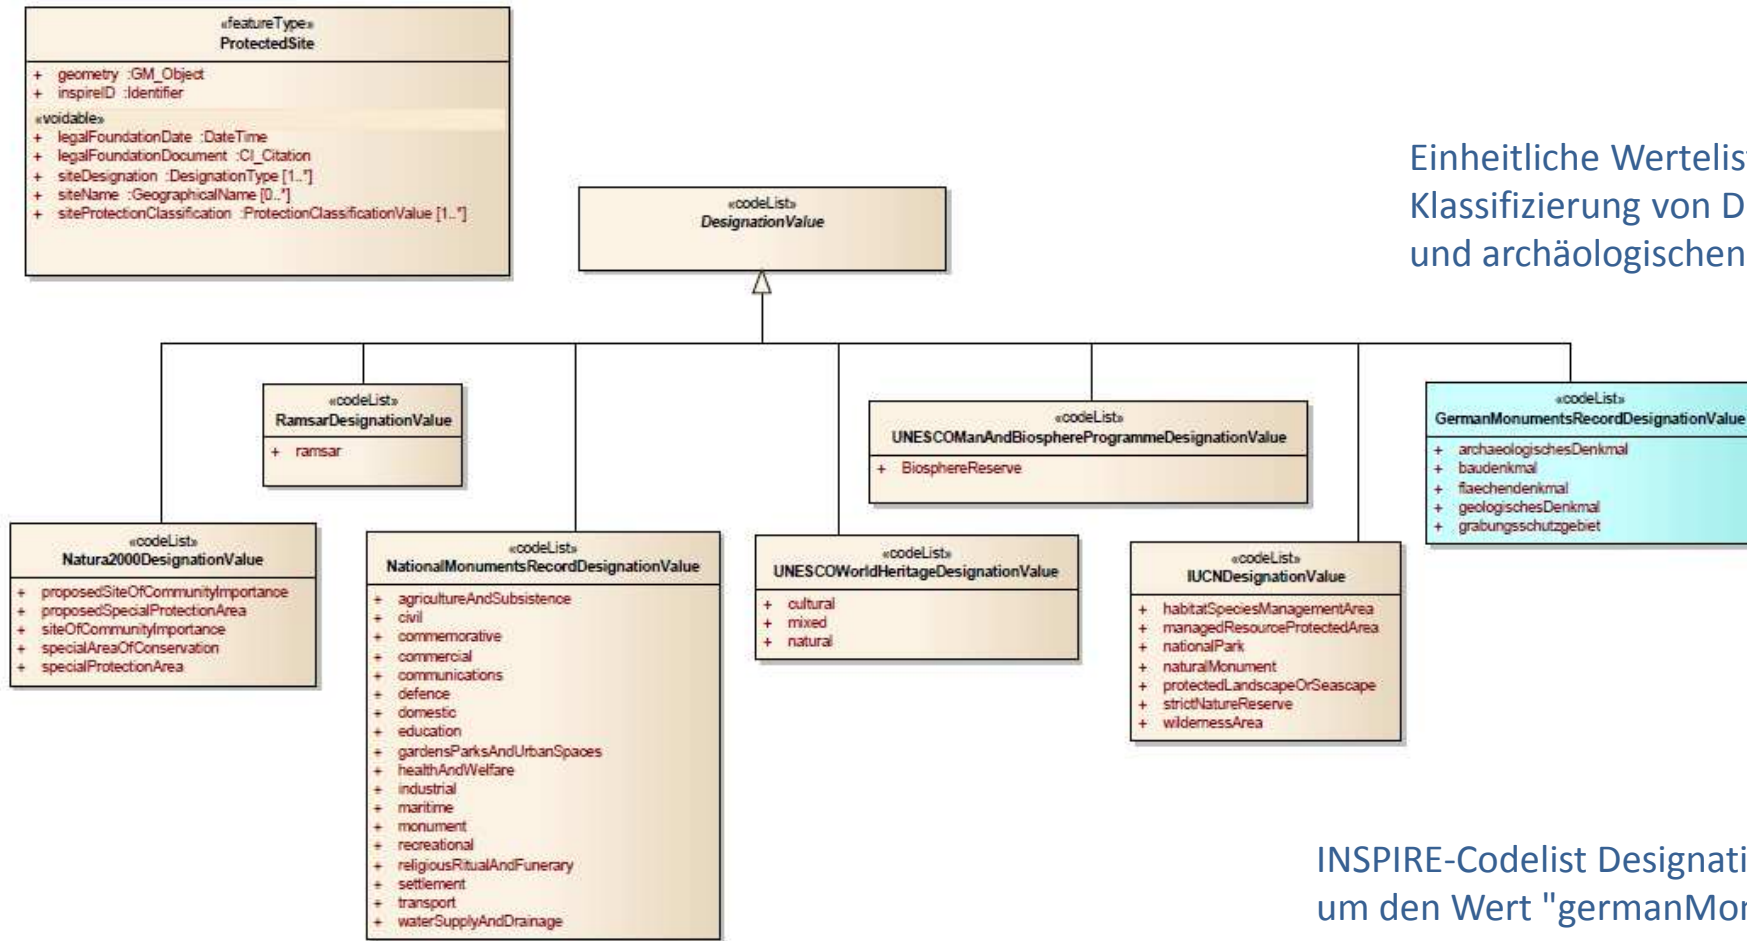 «featureType»
ProtectedSite
+ geometry :GM_Object
+ inspireID :Identifier
«voidable»
+ legalFoundationDate :DateTime
+ legalFoundationDocument :CI_Citation
+ siteDesignation :DesignationType [1..*]
+ siteName :GeographicalName [0..*]
+ siteProtectionClassification :ProtectionClassificationValue [1..*]
«codeList»
DesignationValue
Einheitliche Wertelis
Klassifizierung von D
und archäologischen
«codeList»
RamsarDesignationValue
+ ramsar
«codeList»
UNESCOManAndBiosphereProgrammeDesignationValue
+ BiosphereReserve
«codeList»
GermanMonumentsRecordDesignationValue
+ archaeologischesDenkmal
+ baudenkmal
+ flaechendenkmal
+ geologischesDenkmal
+ grabungsschutzgebiet
«codeList»
Natura2000DesignationValue
+ proposedSiteOfCommunityImportance
+ proposedSpecialProtectionArea
+ siteOfCommunityImportance
+ specialAreaOfConservation
+ specialProtectionArea
«codeList»
NationalMonumentsRecordDesignationValue
+ agricultureAndSubsistence
+ civil
+ commemorative
+ commercial
+ communications
+ defence
+ domestic
+ education
+ gardensParksAndUrbanSpaces
+ healthAndWelfare
+ industrial
+ maritime
+ monument
+ recreational
+ religiousRitualAndFunerary
+ settlement
+ transport
+ waterSupplyAndDrainage
«codeList»
UNESCOWorldHeritageDesignationValue
+ cultural
+ mixed
+ natural
«codeList»
IUCNDesignationValue
+ habitatSpeciesManagementArea
+ managedResourceProtectedArea
+ nationalPark
+ naturalMonument
+ protectedLandscapeOrSeascape
+ strictNatureReserve
+ wildernessArea
INSPIRE-Codelist Designati
um den Wert "germanMon